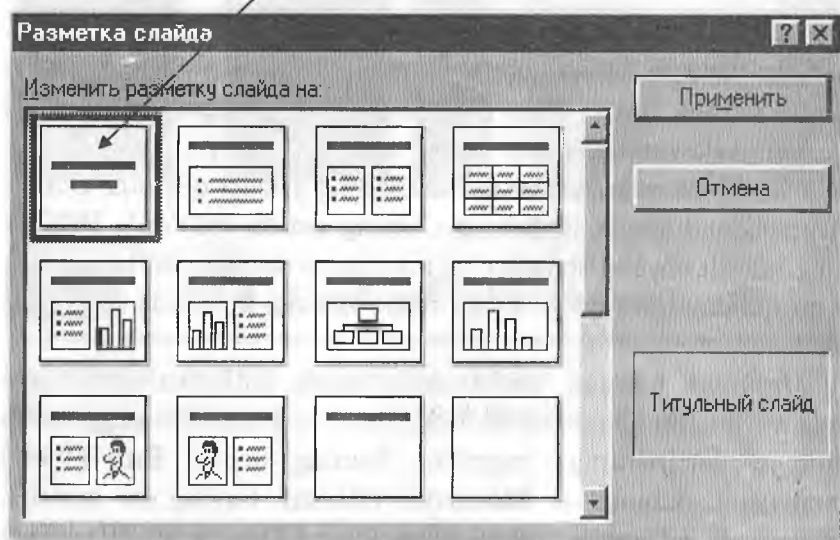 Разметка слайда
Изменить разметку слайда на:
Применить
Отмена
Титульный слайд